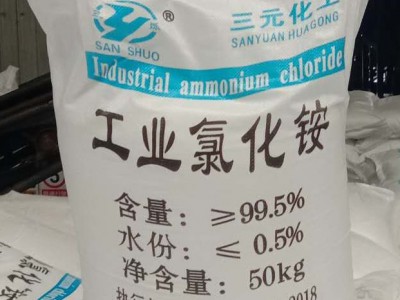 三元化工
SANYUAN HUAGONG
SAN SHUO ®
Industrial ammonium chloride
工业氯化铵
含量：≥99.5%
水份：≤ 0.5%
净含量：50kg
2018